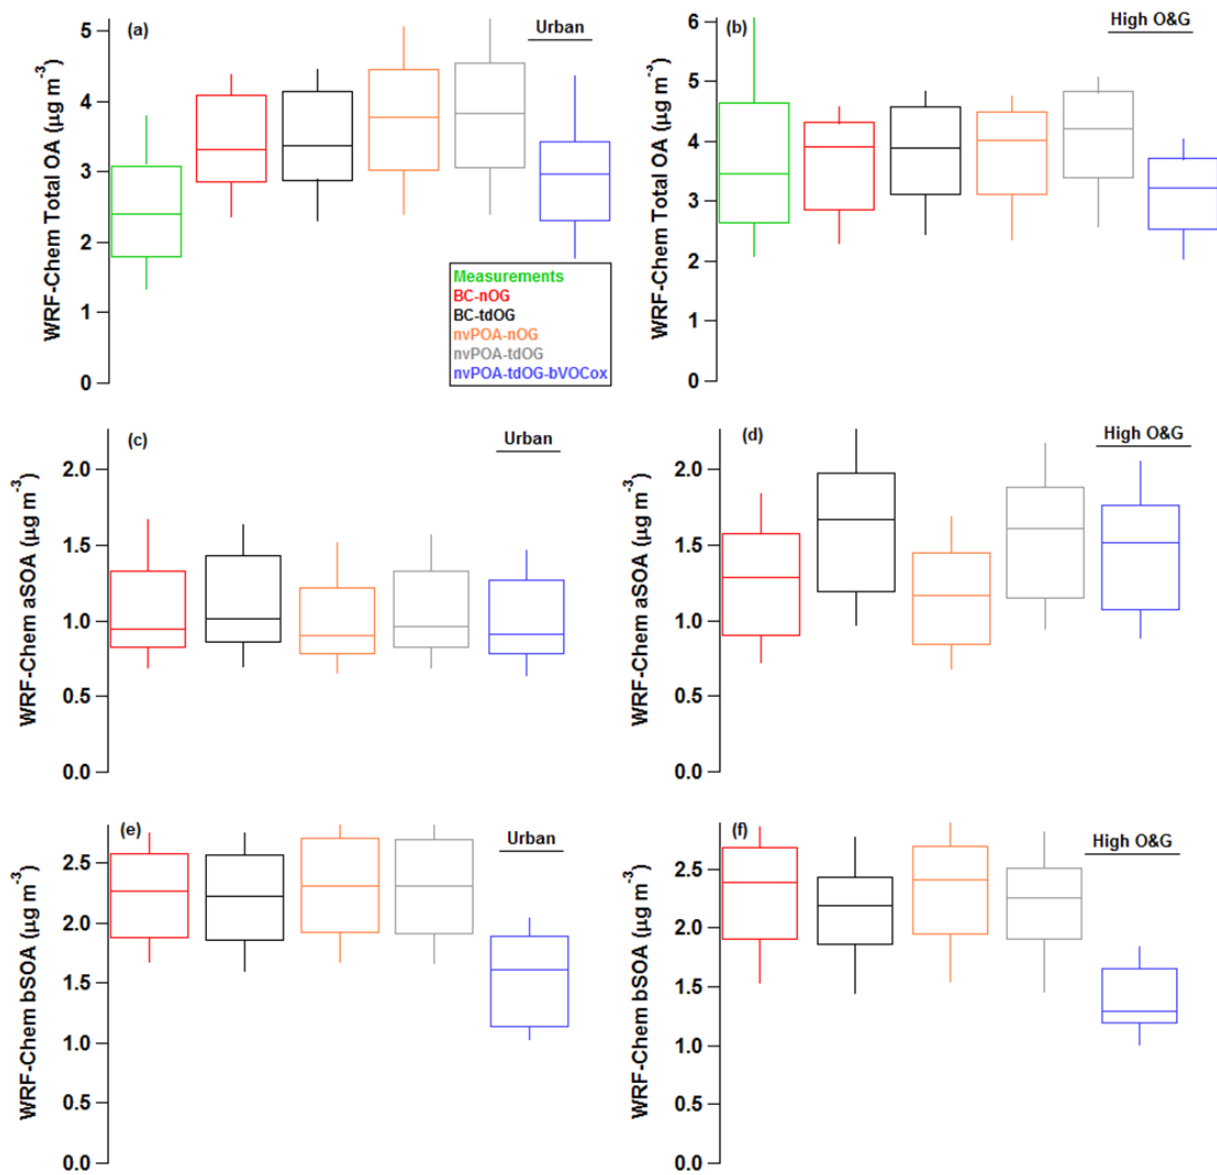 (a)
Urban
WRF-Chem Total OA (µg m⁻³)
5
4
3
2
1
0
Measurements
BC-nOG
BC-tdOG
nvPOA-nOG
nvPOA-tdOG
nvPOA-tdOG-bVOCox
(b)
High O&G
WRF-Chem Total OA (µg m⁻³)
6
5
4
3
2
1
0
(c)
Urban
WRF-Chem aSOA (µg m⁻³)
2.0
1.5
1.0
0.5
0.0
(d)
High O&G
WRF-Chem aSOA (µg m⁻³)
2.0
1.5
1.0
0.5
0.0
(e)
Urban
WRF-Chem bSOA (µg m⁻³)
2.5
2.0
1.5
1.0
0.5
0.0
(f)
High O&G
WRF-Chem bSOA (µg m⁻³)
2.5
2.0
1.5
1.0
0.5
0.0